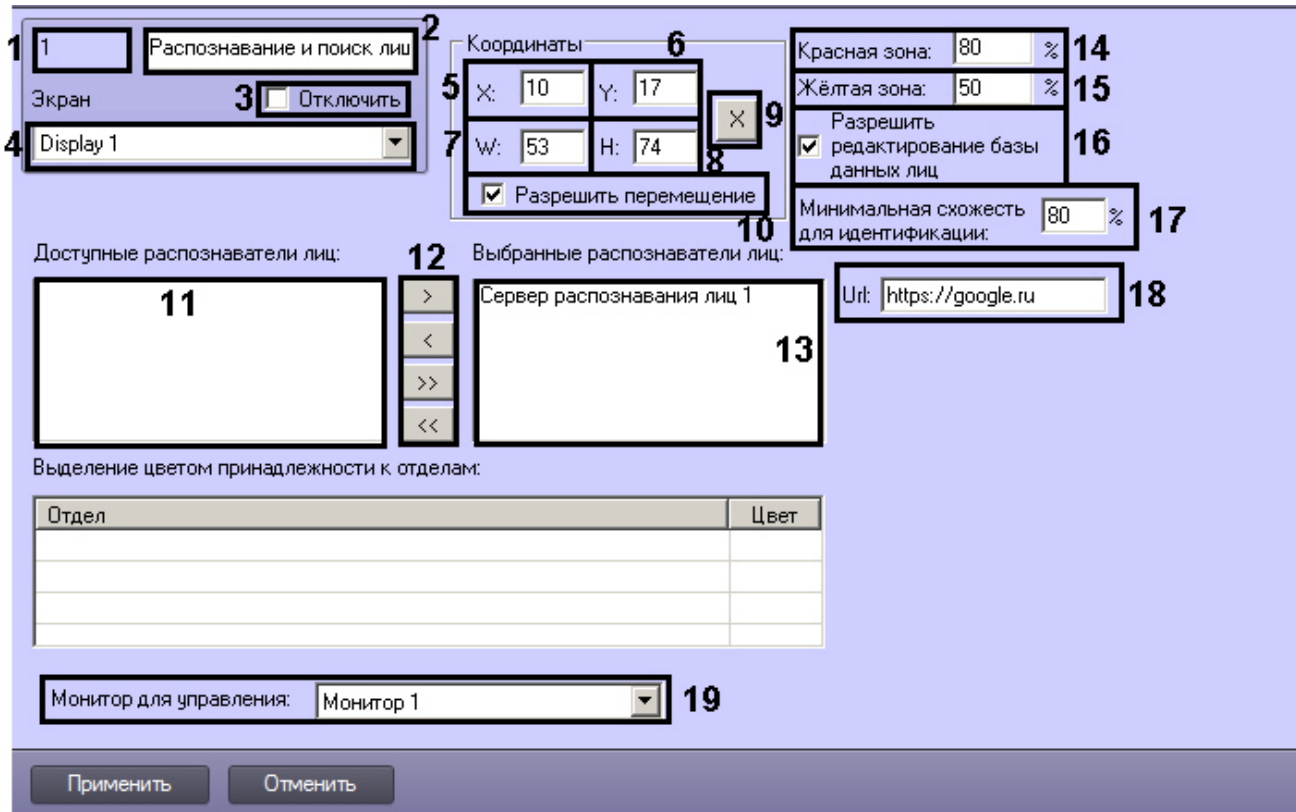 1 1 Распознавание и поиск лиц 2
Экран 3 Отключить
4 Display 1
Координаты 6
5 X: 10 Y: 17
X 9
7 W: 53 H: 74 8
Разрешить перемещение
10
Красная зона: 80 % 14
Жёлтая зона: 50 % 15
Разрешить
редактирование базы
данных лиц
16
Минимальная схожесть
для идентификации:
80 % 17
Доступные распознаватели лиц: 12 Выбранные распознаватели лиц:
11
>
<
>>
<<
Сервер распознавания лиц 1
13
Url: https://google.ru 18
Выделение цветом принадлежности к отделам:
Отдел Цвет
Монитор для управления: Монитор 1 19
Применить Отменить